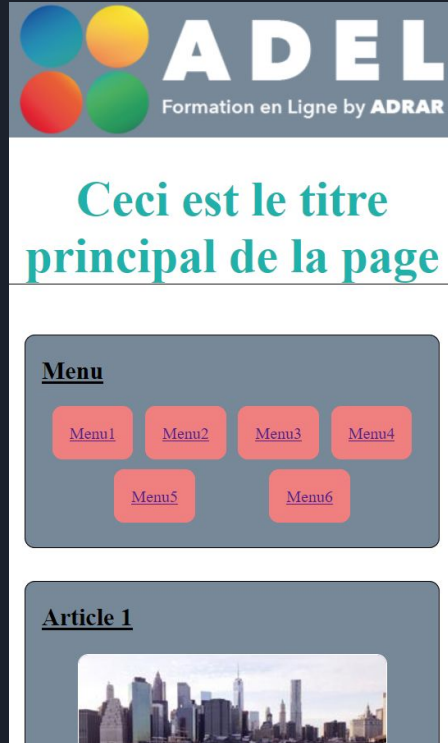 ADEL
Formation en Ligne by ADRAR
Ceci est le titre
principal de la page
Menu
Menu1 Menu2 Menu3 Menu4
Menu5 Menu6
Article 1